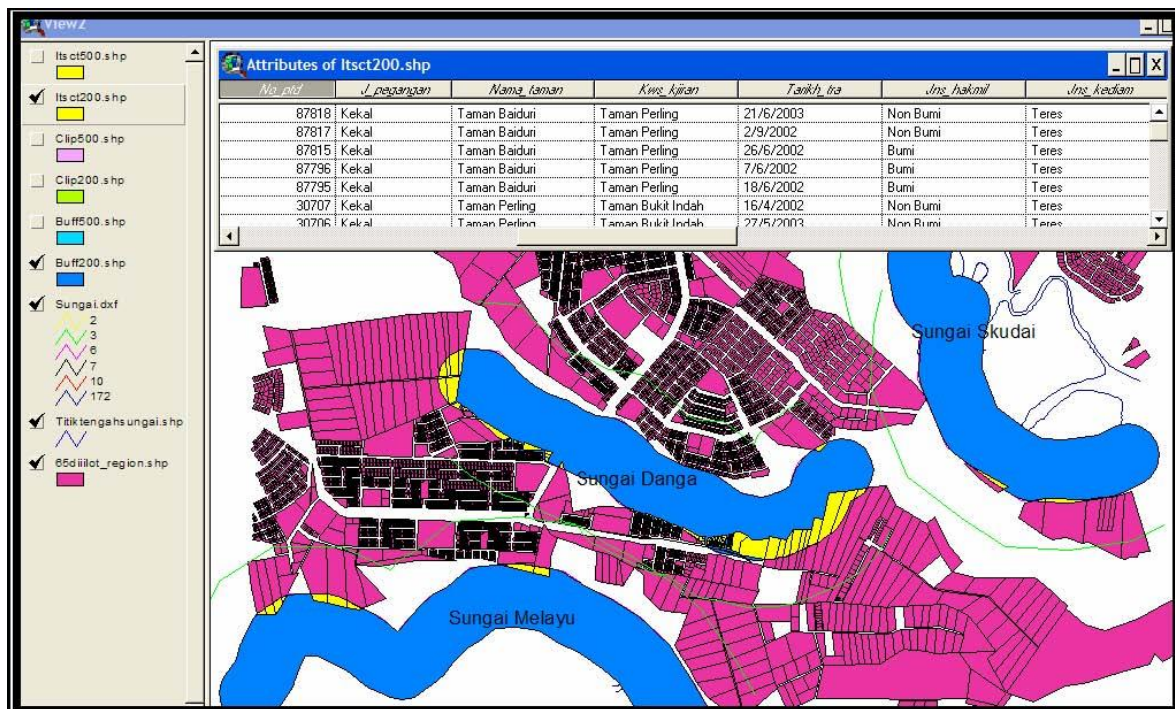 View2
Itsct500.shp
Itsct200.shp
Clip500.shp
Clip200.shp
Buff500.shp
Buff200.shp
Sungai.dxf
2
3
6
7
10
172
Titiktengahsungai.shp
65diiilot_region.shp
Attributes of Itsct200.shp
No_ptd J_pegangan Nama_taman Kws_kjiran Tarikh_tra Jns_hakmil Jns_kediam
87818 Kekal Taman Baiduri Taman Perling 21/6/2003 Non Bumi Teres
87817 Kekal Taman Baiduri Taman Perling 2/9/2002 Non Bumi Teres
87815 Kekal Taman Baiduri Taman Perling 26/6/2002 Bumi Teres
87796 Kekal Taman Baiduri Taman Perling 7/6/2002 Bumi Teres
87795 Kekal Taman Baiduri Taman Perling 18/6/2002 Bumi Teres
30707 Kekal Taman Perling Taman Bukit Indah 16/4/2002 Non Bumi Teres
30706 Kekal Taman Perling Taman Bukit Indah 27/5/2003 Non Bumi Teres
Sungai Skudai
Sungai Danga
Sungai Melayu